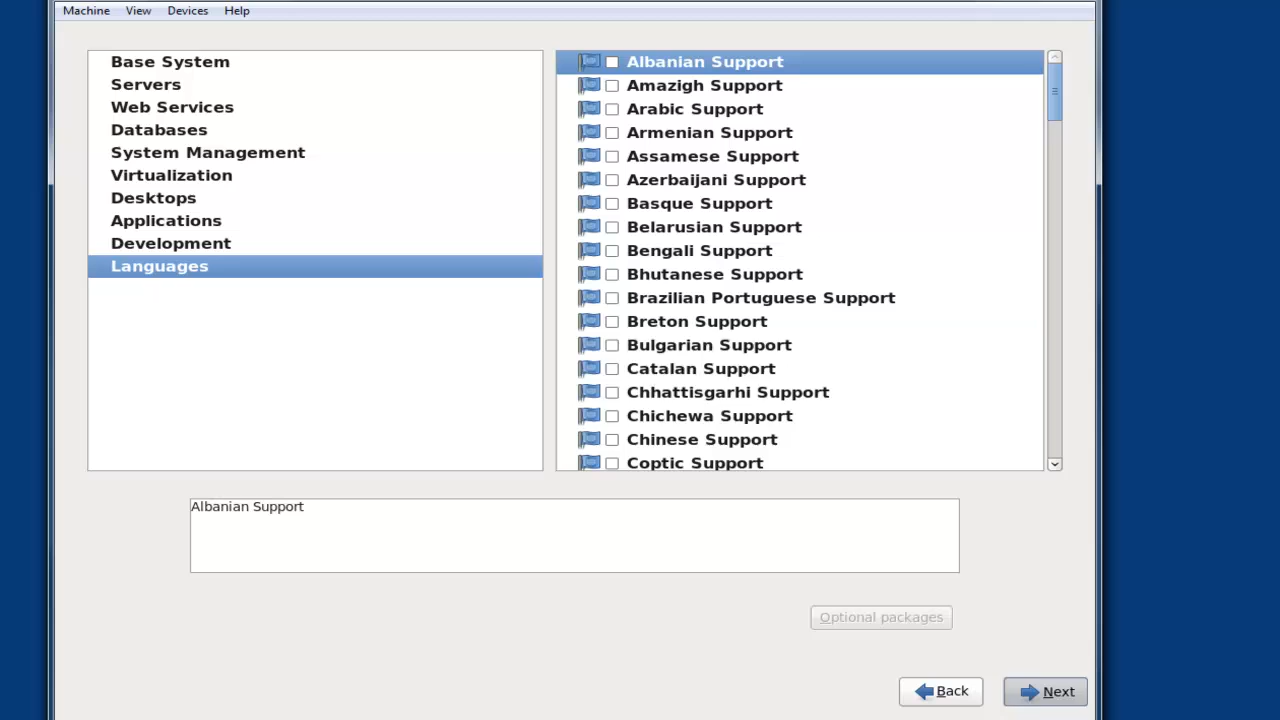 Machine View Devices Help
Base System
Servers
Web Services
Databases
System Management
Virtualization
Desktops
Applications
Development
Languages
Albanian Support
Amazigh Support
Arabic Support
Armenian Support
Assamese Support
Azerbaijani Support
Basque Support
Belarusian Support
Bengali Support
Bhutanese Support
Brazilian Portuguese Support
Breton Support
Bulgarian Support
Catalan Support
Chhattisgarhi Support
Chichewa Support
Chinese Support
Coptic Support
Albanian Support
Optional packages
Back Next